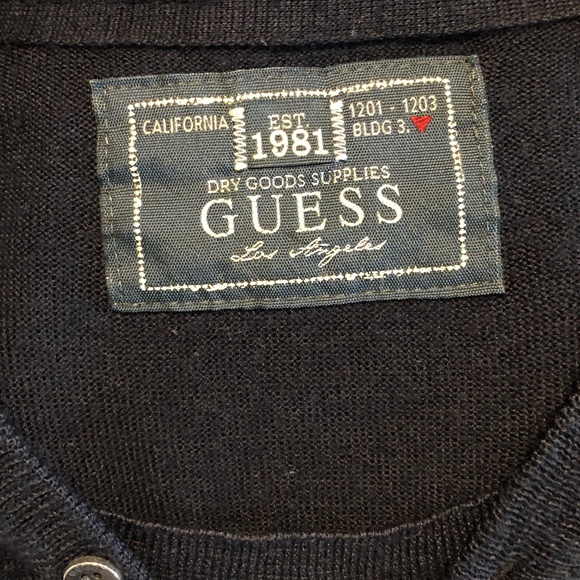 CALIFORNIA
EST.
1981
1201 - 1203
BLDG 3.
DRY GOODS SUPPLIES
GUESS
Los Angeles